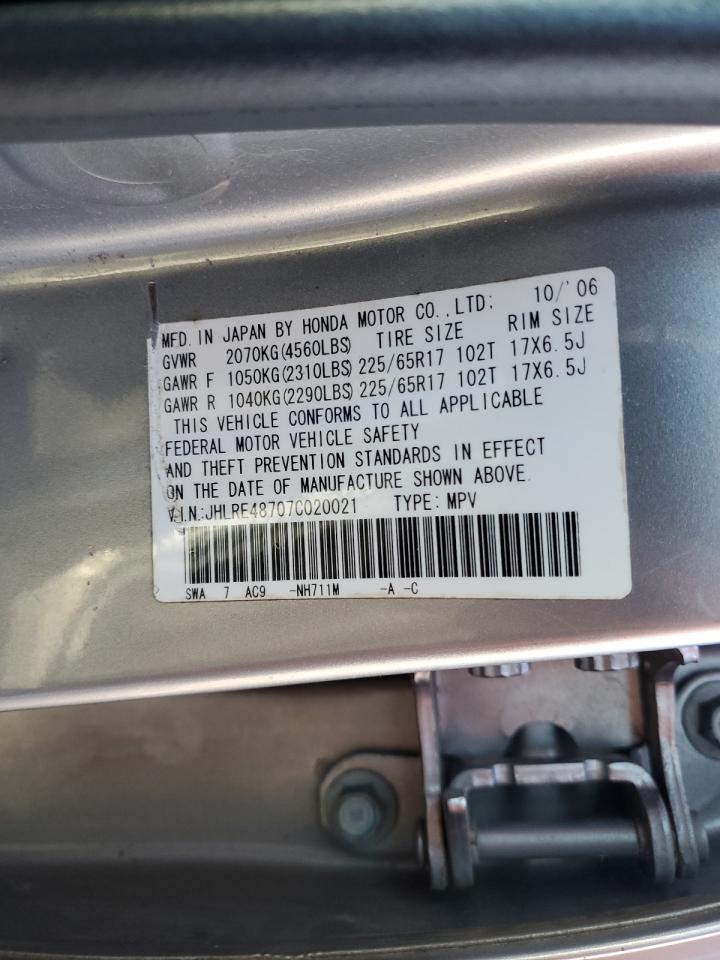 MFD. IN JAPAN BY HONDA MOTOR CO.,LTD; 10/'06
GVWR 2070KG(4560LBS) TIRE SIZE RIM SIZE
GAWR F 1050KG(2310LBS) 225/65R17 102T 17X6.5J
GAWR R 1040KG(2290LBS) 225/65R17 102T 17X6.5J
THIS VEHICLE CONFORMS TO ALL APPLICABLE
FEDERAL MOTOR VEHICLE SAFETY
AND THEFT PREVENTION STANDARDS IN EFFECT
ON THE DATE OF MANUFACTURE SHOWN ABOVE.
V.I.N.:JHLRE48707C020021 TYPE: MPV
SWA 7 AC9 -NH711M -A -C